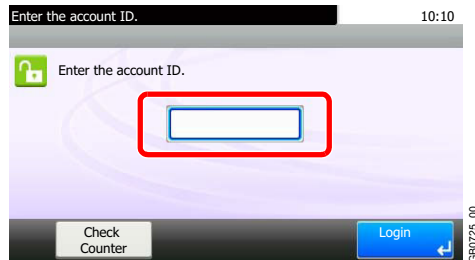 Enter the account ID.
10:10
Enter the account ID.
Check
Counter
Login
GB0725_00